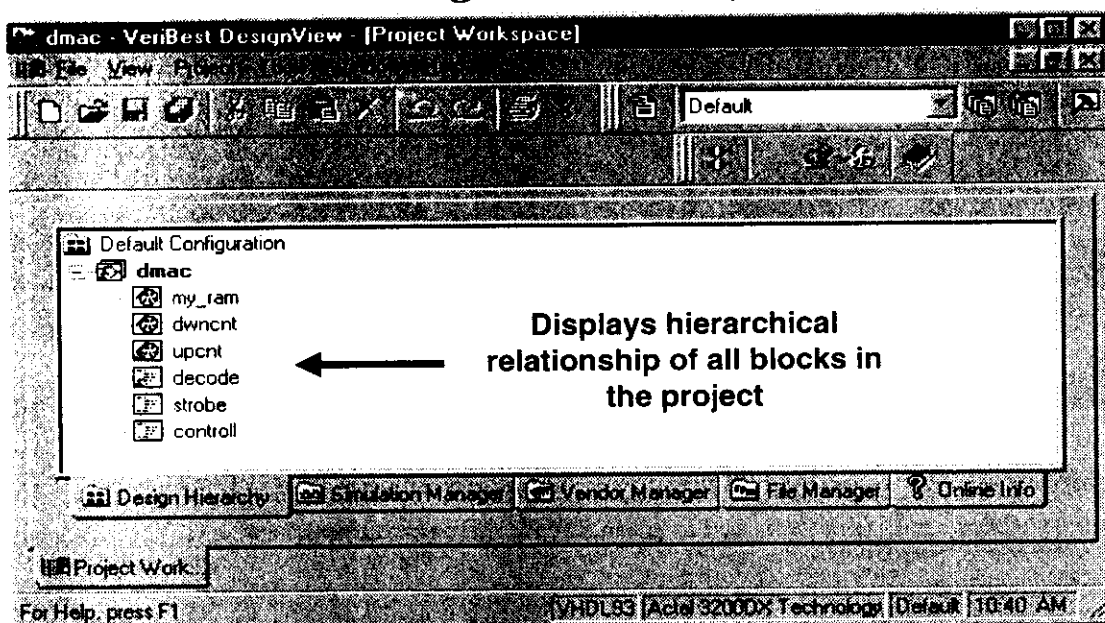 dmac - VeriBest DesignView - [Project Workspace]
File View
Default
Default Configuration
dmac
my_ram
dwncnt
upcnt
decode
strobe
controll
Displays hierarchical
relationship of all blocks in
the project
Design Hierarchy Simulation Manager Vendor Manager File Manager Online Info
Project Work
For Help, press F1 VHDL93 Actel 3200DX Technology Default 10:40 AM